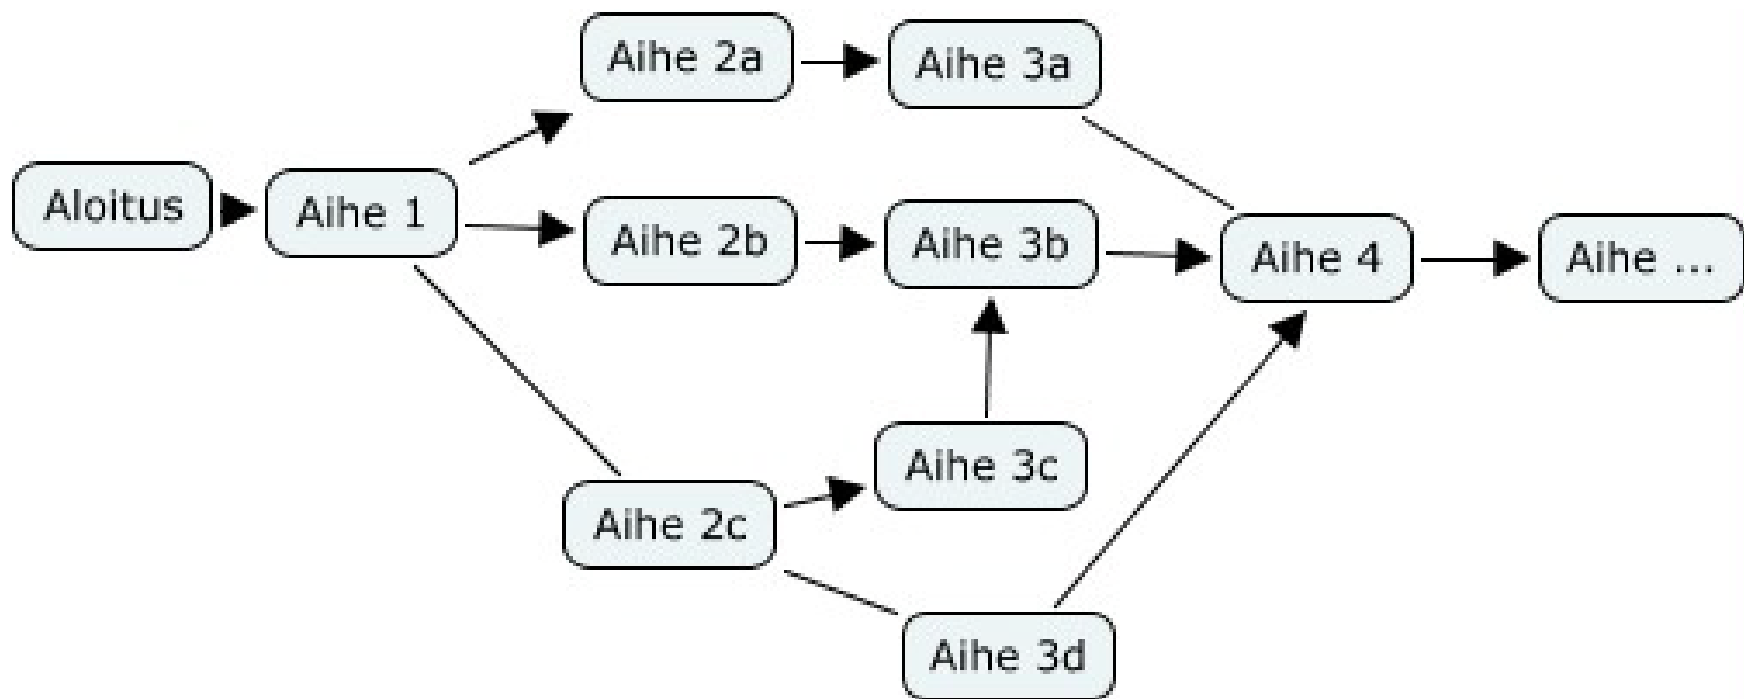 Aloitus
Aihe 1
Aihe 2a
Aihe 3a
Aihe 2b
Aihe 3b
Aihe 4
Aihe ...
Aihe 2c
Aihe 3c
Aihe 3d